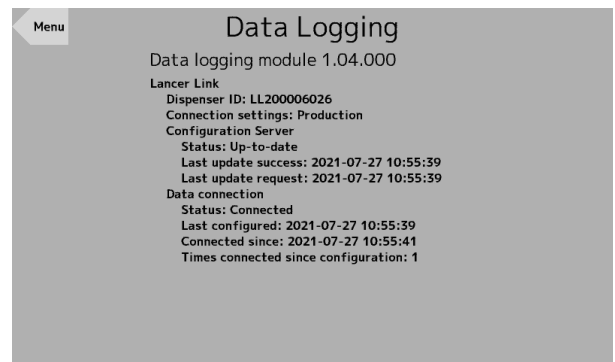 Menu
Data Logging
Data logging module 1.04.000
Lancer Link
Dispenser ID: LL200006026
Connection settings: Production
Configuration Server
Status: Up-to-date
Last update success: 2021-07-27 10:55:39
Last update request: 2021-07-27 10:55:39
Data connection
Status: Connected
Last configured: 2021-07-27 10:55:39
Connected since: 2021-07-27 10:55:41
Times connected since configuration: 1